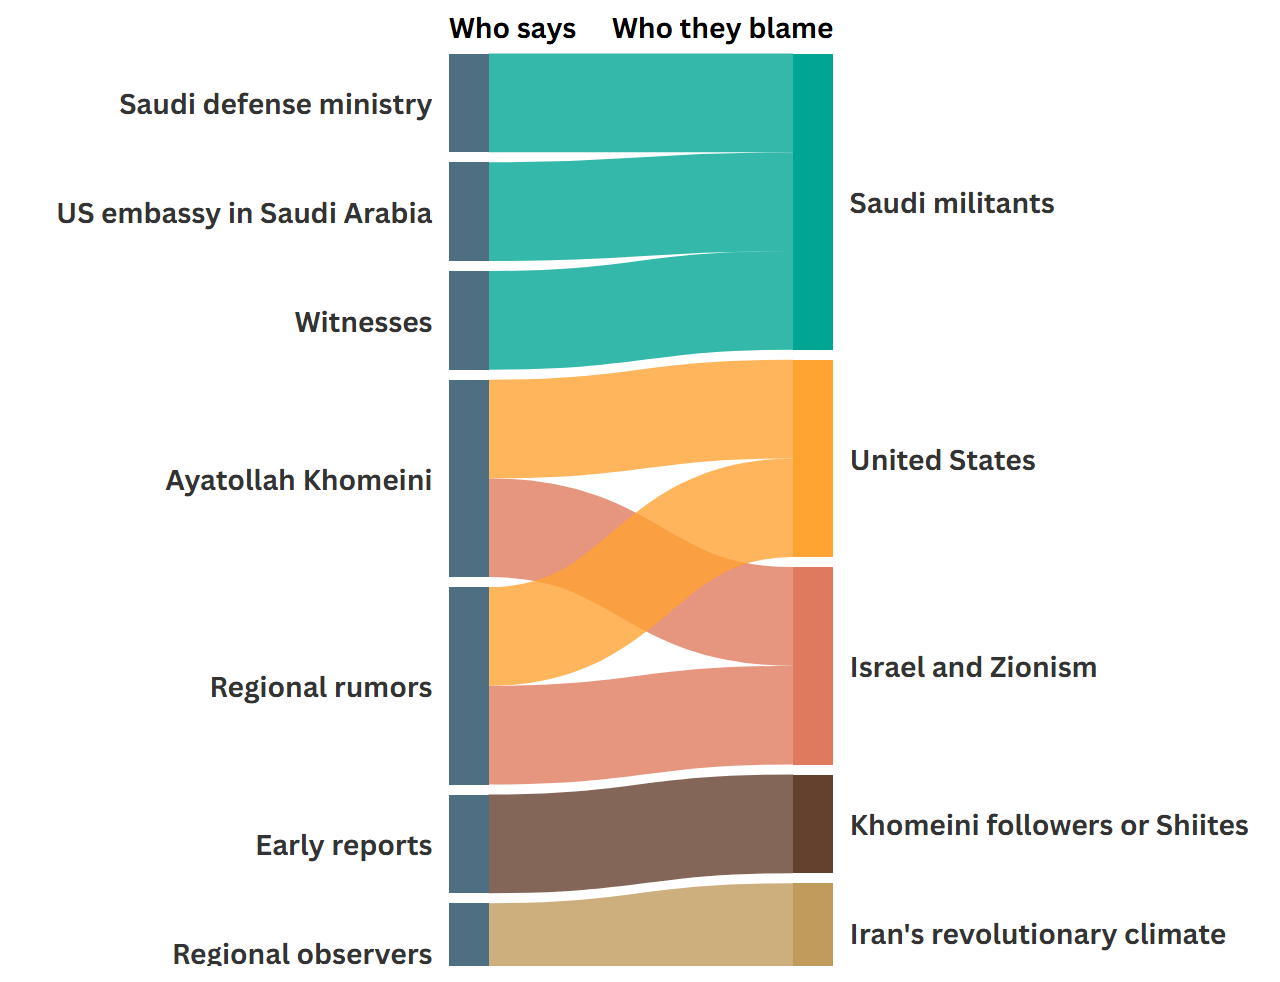 Who says
Who they blame
Saudi defense ministry
US embassy in Saudi Arabia
Witnesses
Ayatollah Khomeini
Regional rumors
Early reports
Regional observers
Saudi militants
United States
Israel and Zionism
Khomeini followers or Shiites
Iran's revolutionary climate